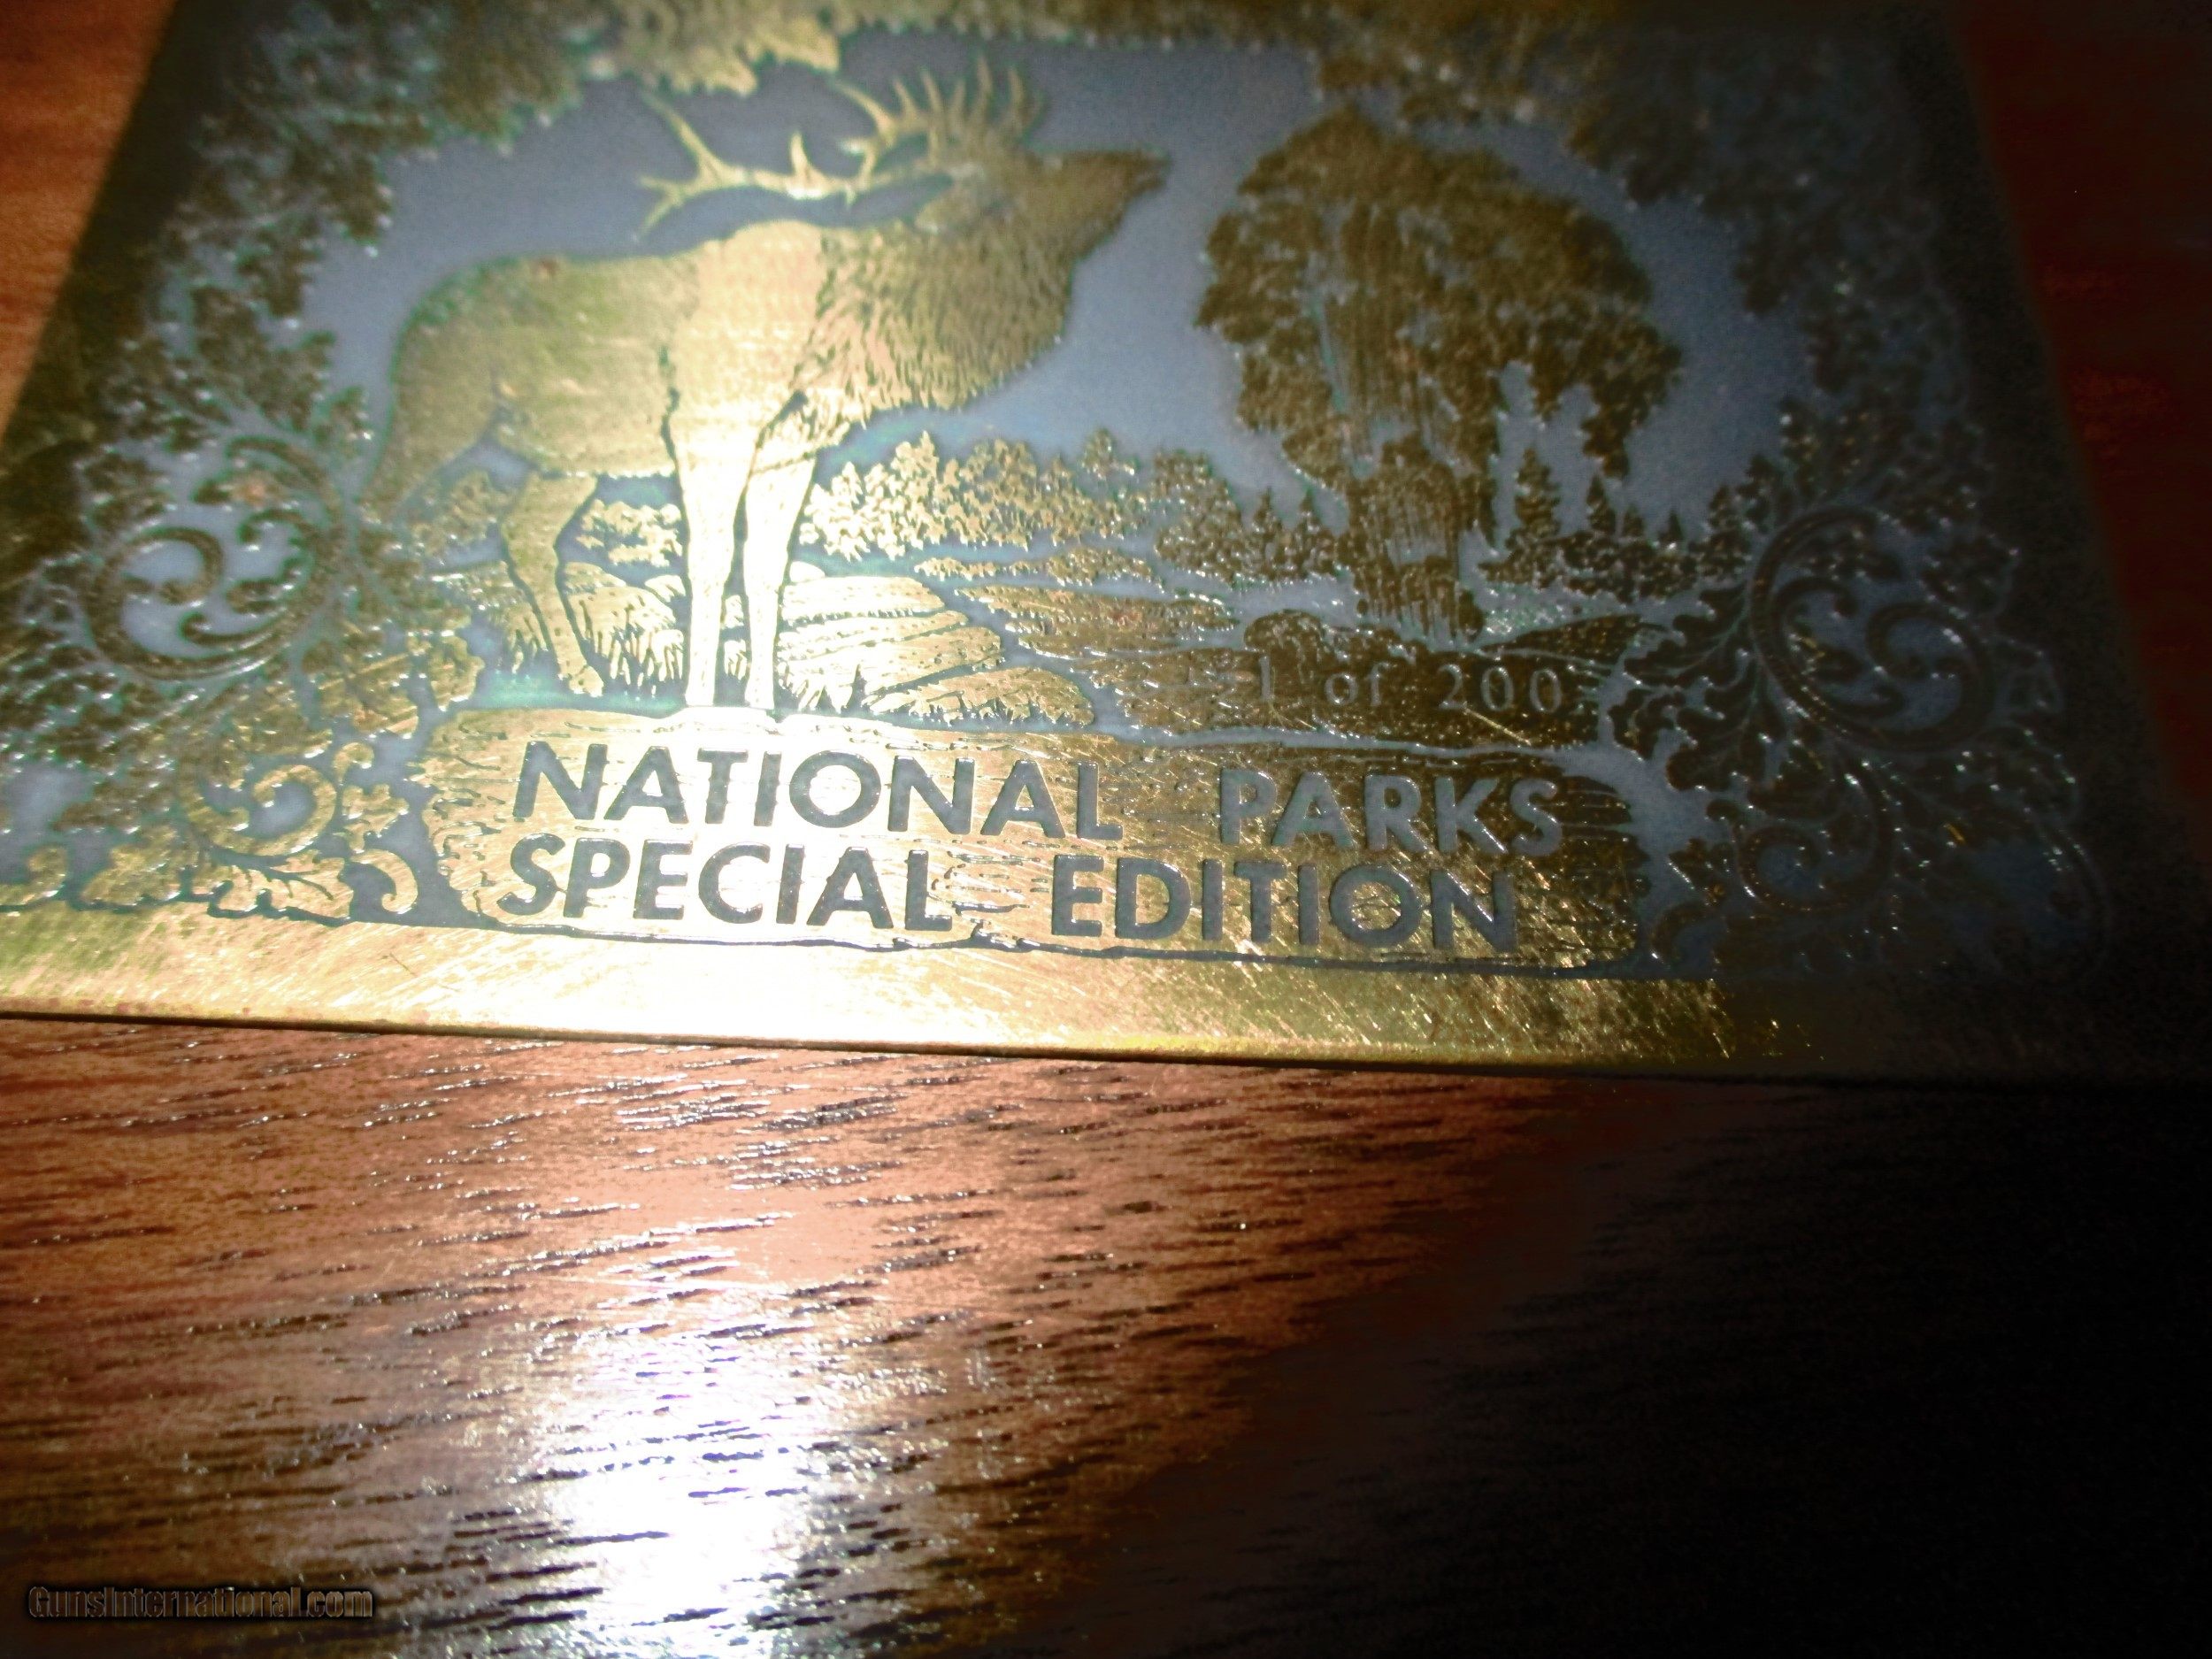 1 of 200
NATIONAL PARKS
SPECIAL EDITION
GunsInternational.com